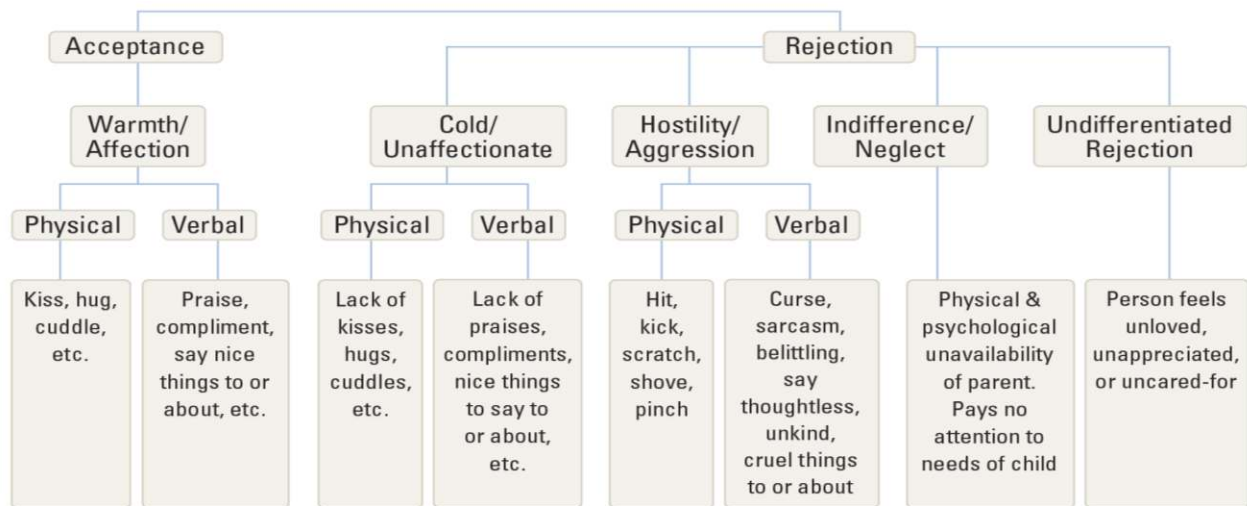 Acceptance
Rejection
Warmth/
Affection
Cold/
Unaffectionate
Hostility/
Aggression
Indifference/
Neglect
Undifferentiated
Rejection
Physical
Verbal
Physical
Verbal
Physical
Verbal
Kiss, hug,
cuddle,
etc.
Praise,
compliment,
say nice
things to or
about, etc.
Lack of
kisses,
hugs,
cuddles,
etc.
Lack of
praises,
compliments,
nice things
to say to
or about,
etc.
Hit,
kick,
scratch,
shove,
pinch
Curse,
sarcasm,
belittling,
say
thoughtless,
unkind,
cruel things
to or about
Physical &
psychological
unavailability
of parent.
Pays no
attention to
needs of child
Person feels
unloved,
unappreciated,
or uncared-for